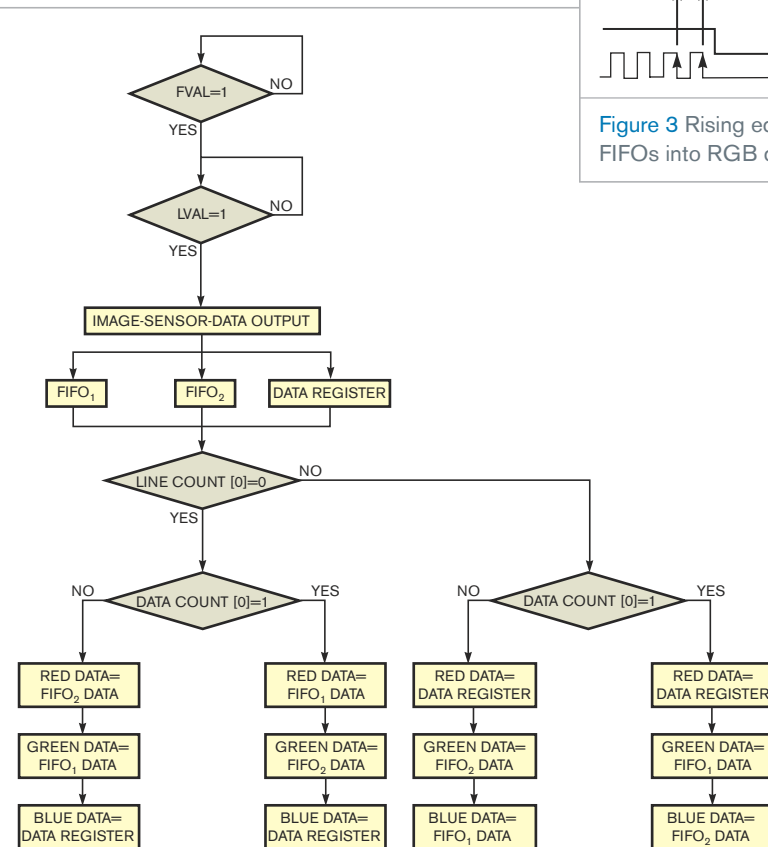 Figure 3 Rising ed
FIFOs into RGB
FVAL=1
NO
YES
LVAL=1
NO
YES
IMAGE-SENSOR-DATA OUTPUT
FIFO₁
FIFO₂
DATA REGISTER
LINE COUNT [0]=0
NO
YES
NO
DATA COUNT [0]=1
YES
NO
DATA COUNT [0]=1
YES
RED DATA=
FIFO₂ DATA
GREEN DATA=
FIFO₁ DATA
BLUE DATA=
DATA REGISTER
RED DATA=
FIFO₁ DATA
GREEN DATA=
FIFO₂ DATA
BLUE DATA=
DATA REGISTER
RED DATA=
DATA REGISTER
GREEN DATA=
FIFO₂ DATA
BLUE DATA=
FIFO₁ DATA
RED DATA=
DATA REGISTER
GREEN DATA=
FIFO₁ DATA
BLUE DATA=
FIFO₂ DATA